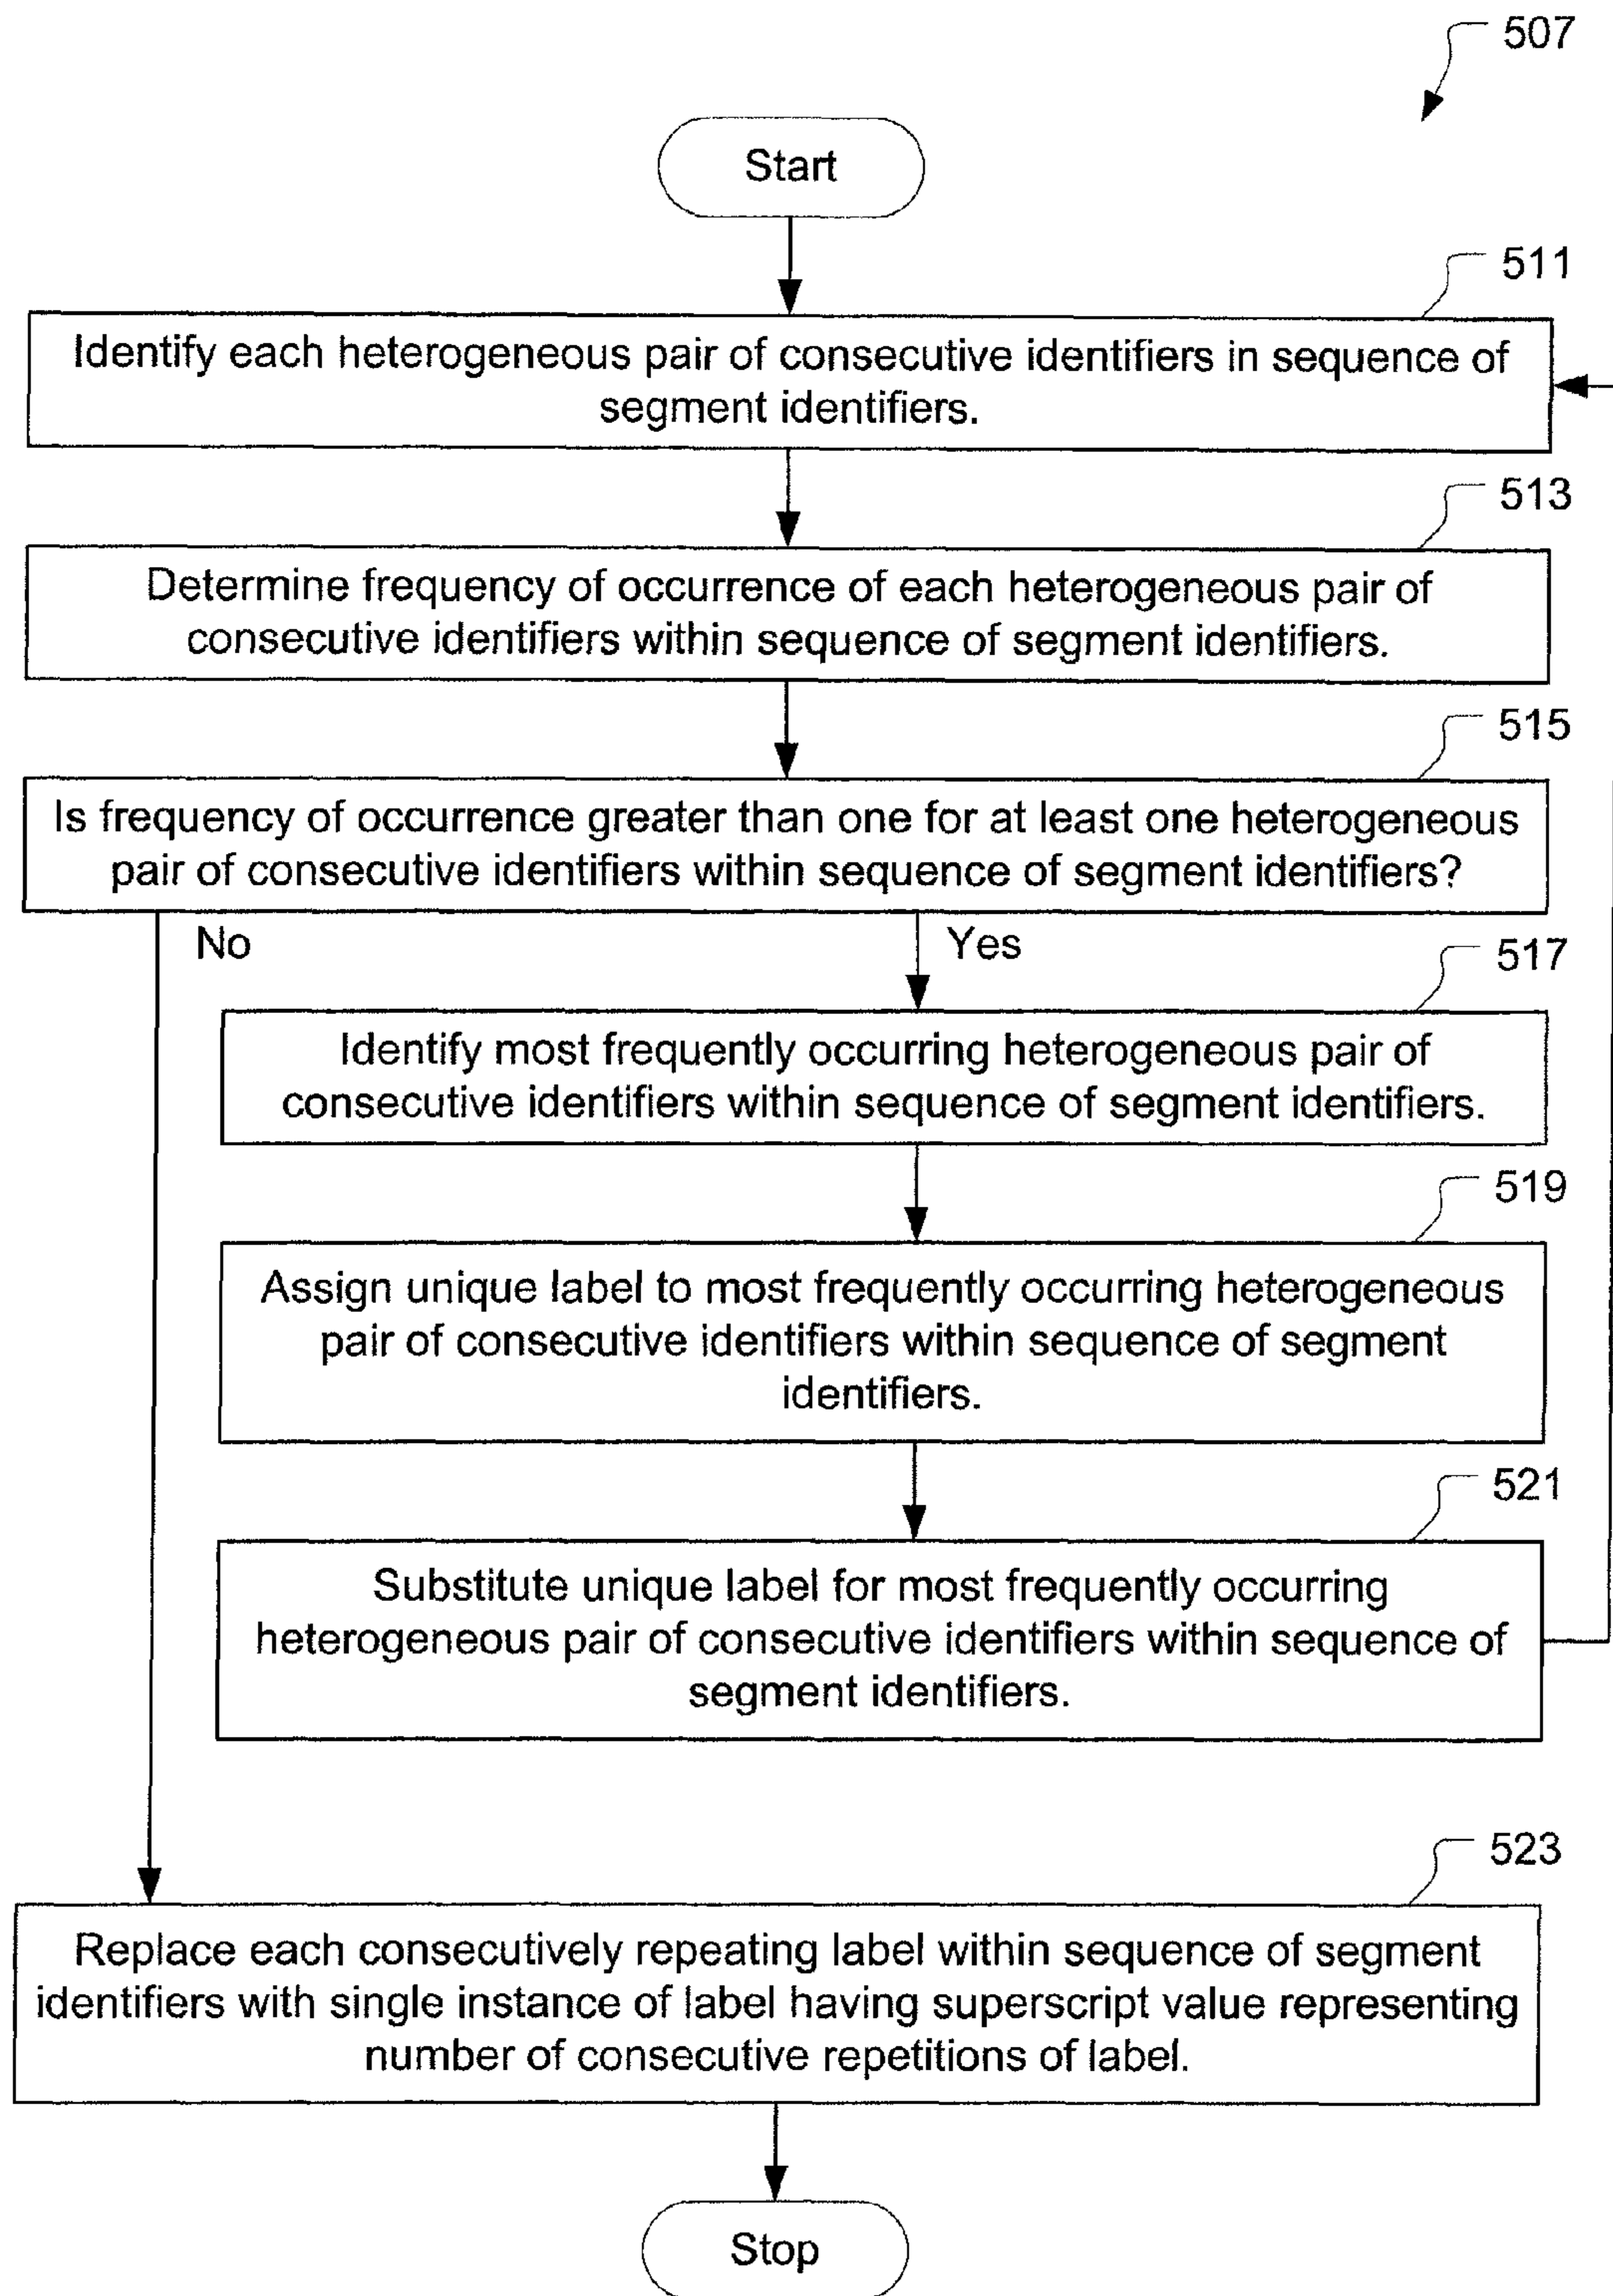 507
Start
511
Identify each heterogeneous pair of consecutive identifiers in sequence of
segment identifiers.
513
Determine frequency of occurrence of each heterogeneous pair of
consecutive identifiers within sequence of segment identifiers.
515
Is frequency of occurrence greater than one for at least one heterogeneous
pair of consecutive identifiers within sequence of segment identifiers?
No
Yes
517
Identify most frequently occurring heterogeneous pair of
consecutive identifiers within sequence of segment identifiers.
519
Assign unique label to most frequently occurring heterogeneous
pair of consecutive identifiers within sequence of segment
identifiers.
521
Substitute unique label for most frequently occurring
heterogeneous pair of consecutive identifiers within sequence of
segment identifiers.
523
Replace each consecutively repeating label within sequence of segment
identifiers with single instance of label having superscript value representing
number of consecutive repetitions of label.
Stop